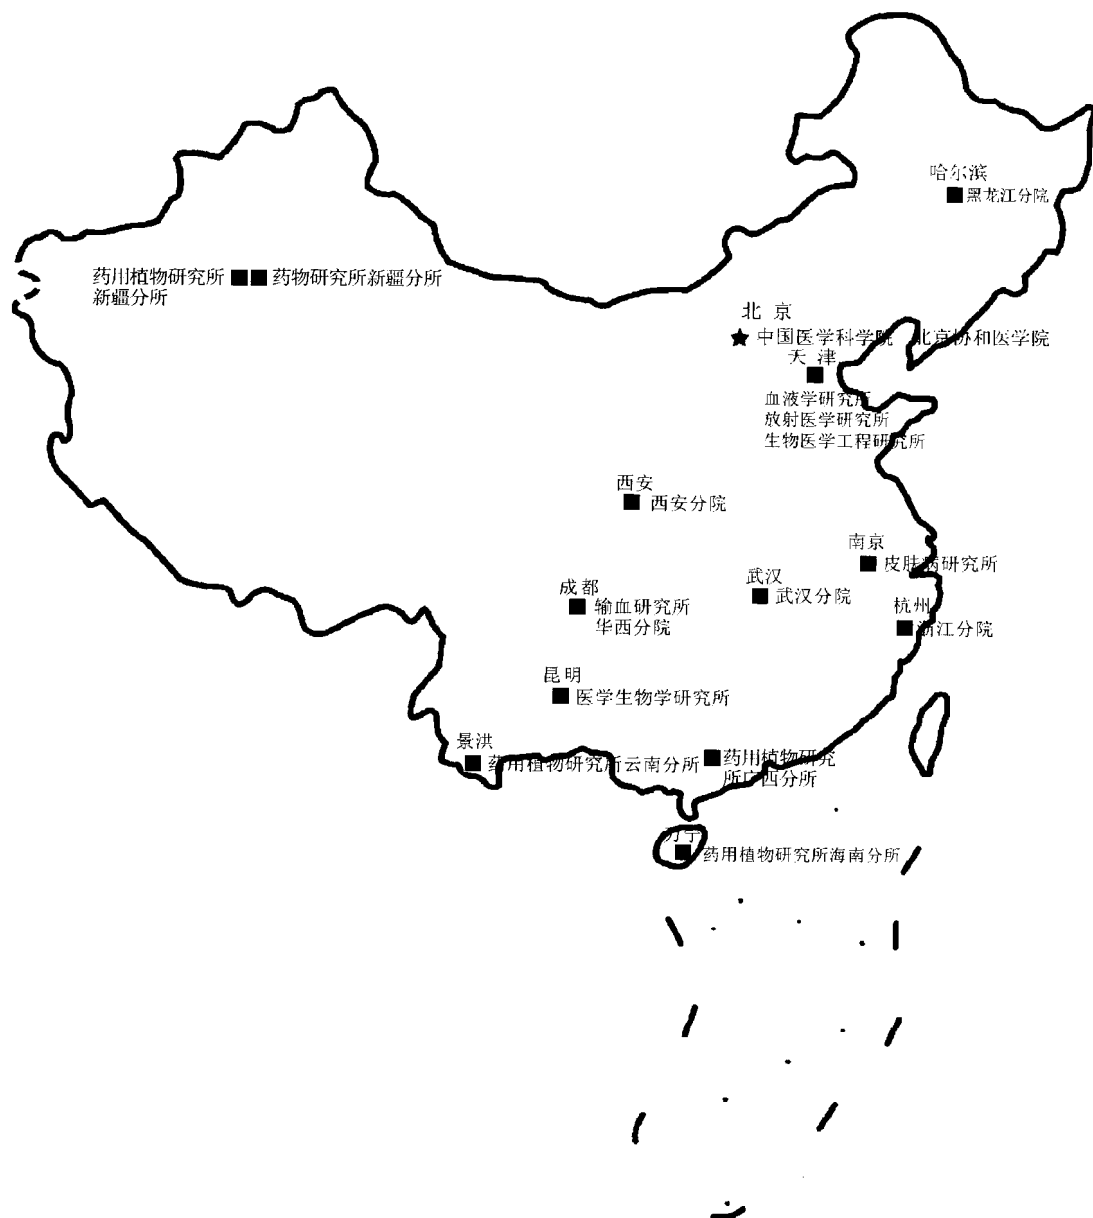 哈尔滨
黑龙江分院
药用植物研究所
新疆分所
药物研究所新疆分所
北 京
中国医学科学院 北京协和医学院
天 津
血液学研究所
放射医学研究所
生物医学工程研究所
西安
西安分院
南京
皮肤病研究所
武汉
武汉分院
成都
输血研究所
华西分院
杭州
浙江分院
昆明
医学生物学研究所
景洪
药用植物研究所云南分所
药用植物研究
所广西分所
万宁
药用植物研究所海南分所